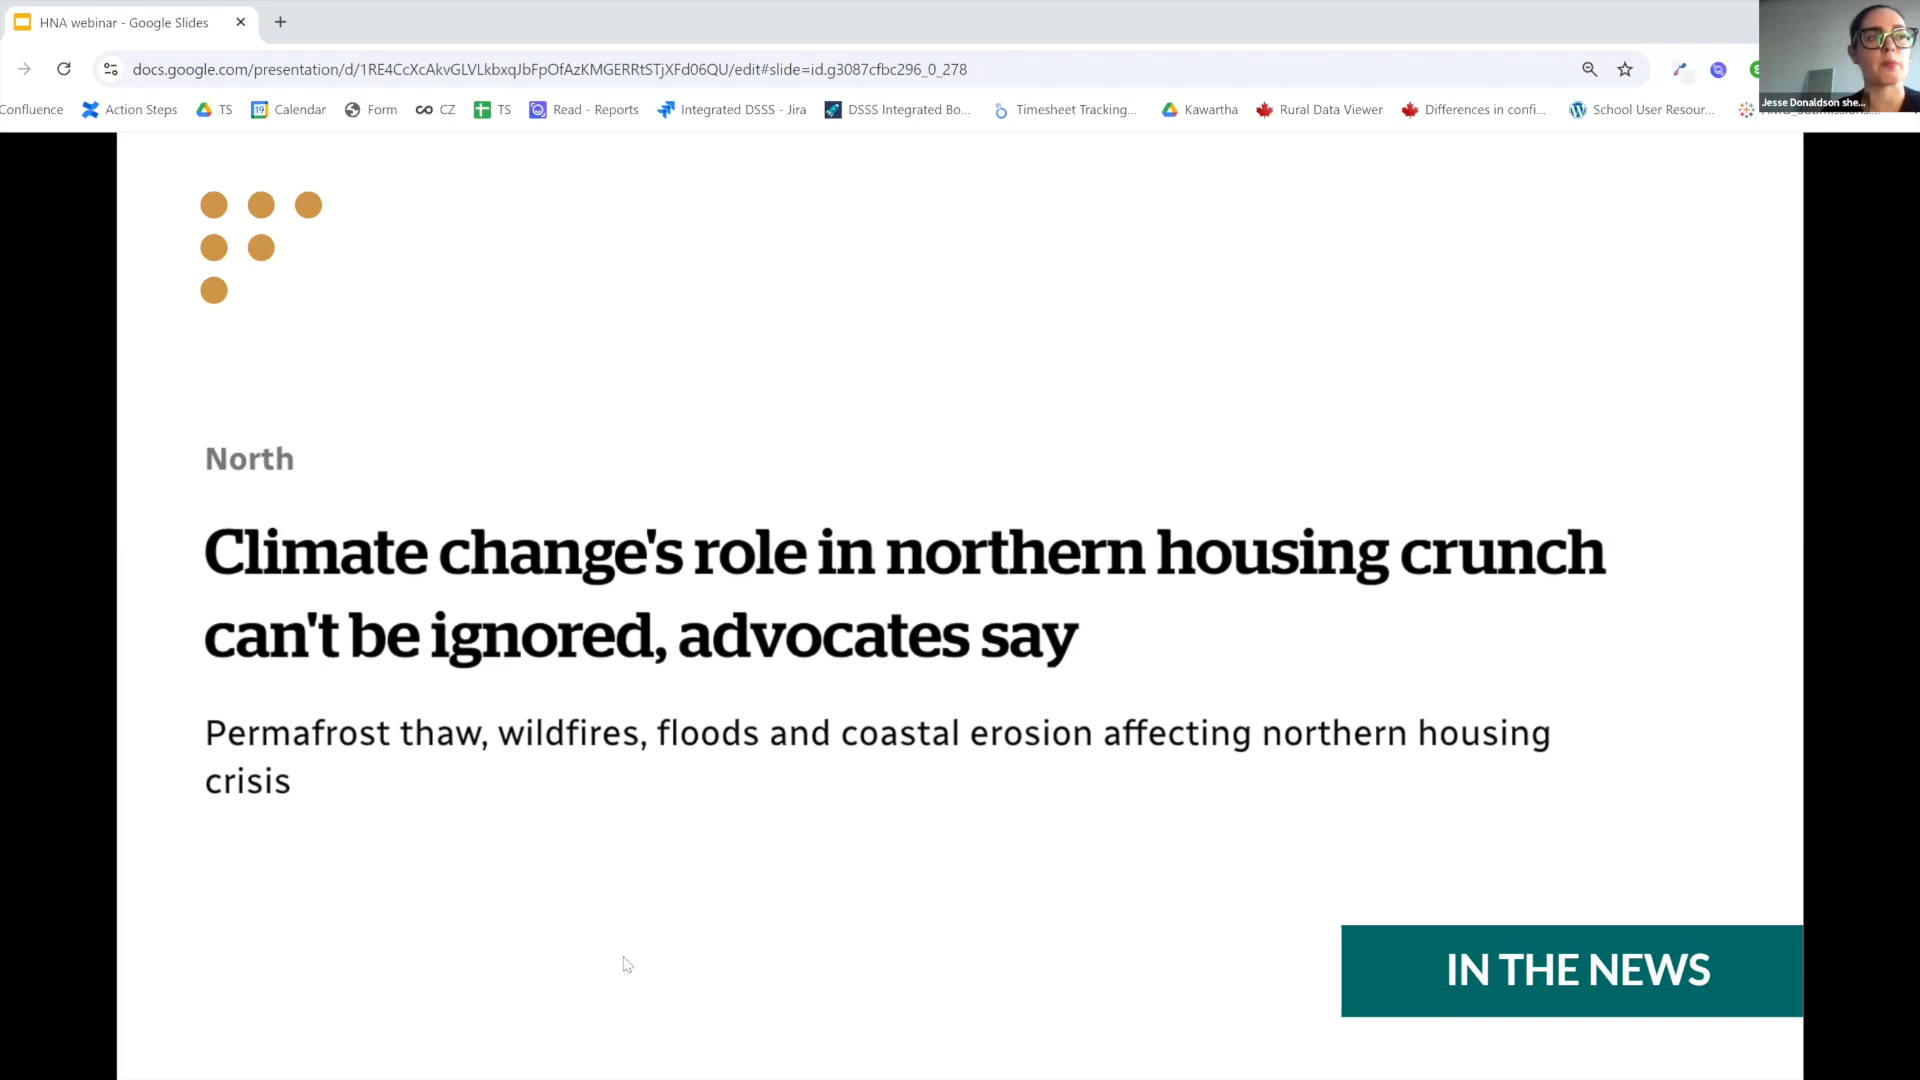 HNA webinar - Google Slides
docs.google.com/presentation/d/1RE4CcXcAkvGLVLkbxqJbFpOfAzKMGERRtSTjXFd06QU/edit#slide=id.g3087cfbc296_0_278
Confluence Action Steps TS 19 Calendar Form CZ TS Read - Reports Integrated DSSS - Jira DSSS Integrated Bo... Timesheet Tracking... Kawartha Rural Data Viewer Differences in confi... School User Resour...
Jesse Donaldson she...
North
Climate change's role in northern housing crunch
can't be ignored, advocates say
Permafrost thaw, wildfires, floods and coastal erosion affecting northern housing
crisis
IN THE NEWS